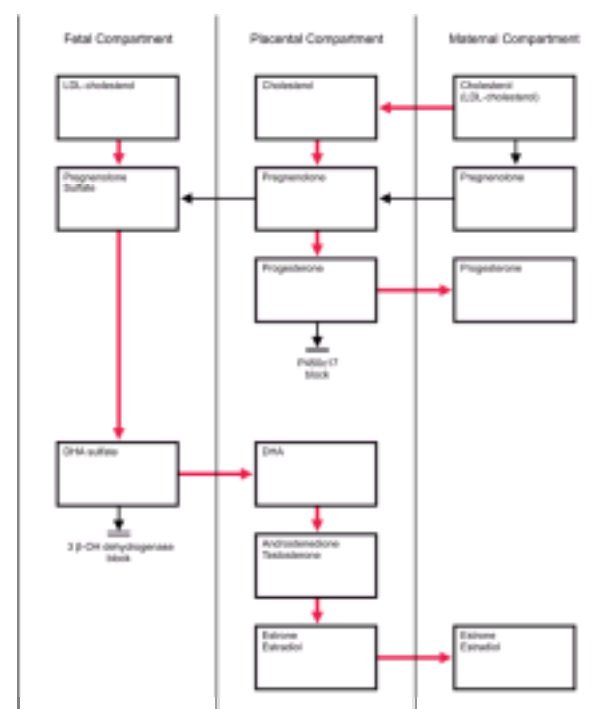 Fetal Compartment
Placental Compartment
Maternal Compartment
LDL-cholesterol
Cholesterol
Cholesterol
(LDL-cholesterol)
Pregnenolone
Sulfate
Pregnenolone
Pregnenolone
Progesterone
Progesterone
P450c17
block
DHA sulfate
DHA
3 β-OH dehydrogenase
block
Androstenedione
Testosterone
Estrone
Estradiol
Estrone
Estradiol